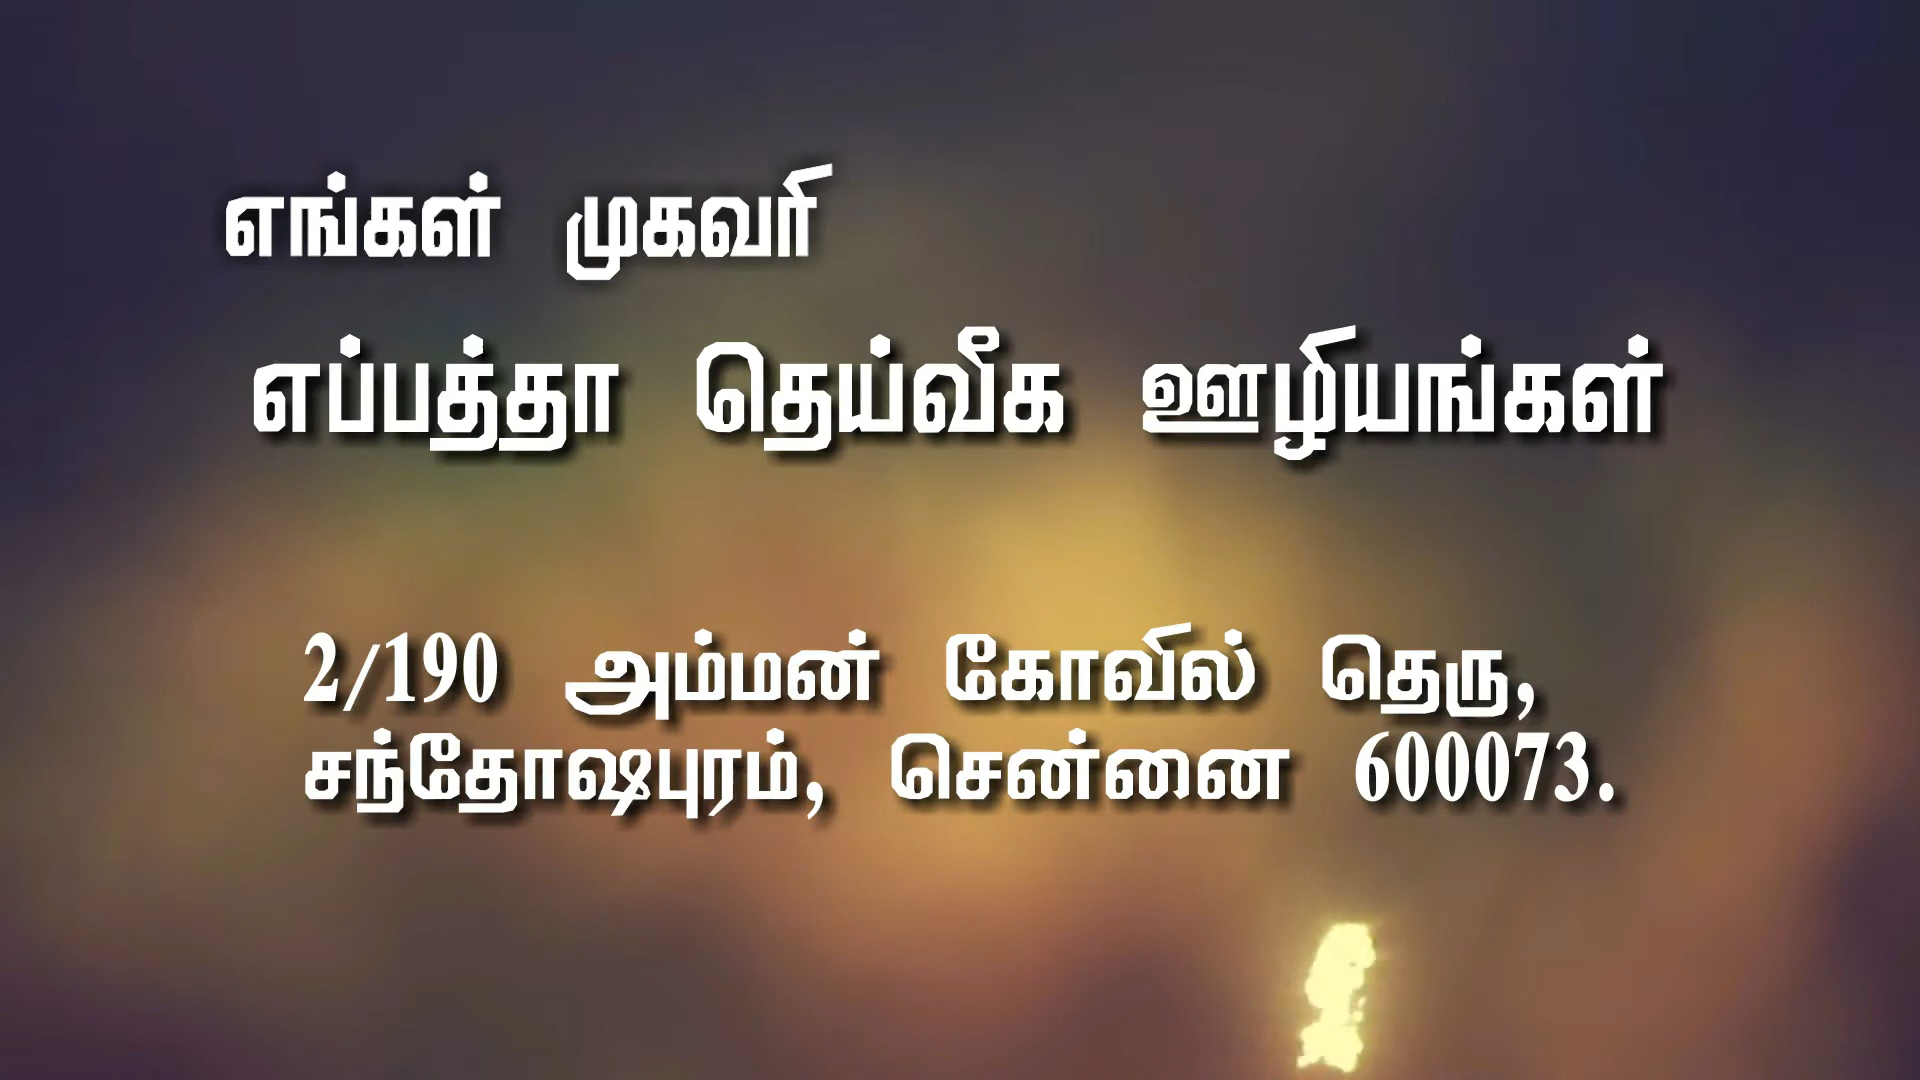 எங்கள் முகவரி
எப்பத்தா தெய்வீக ஊழியங்கள்
2/190 அம்மன் கோவில் தெரு,
சந்தோஷபுரம், சென்னை 600073.